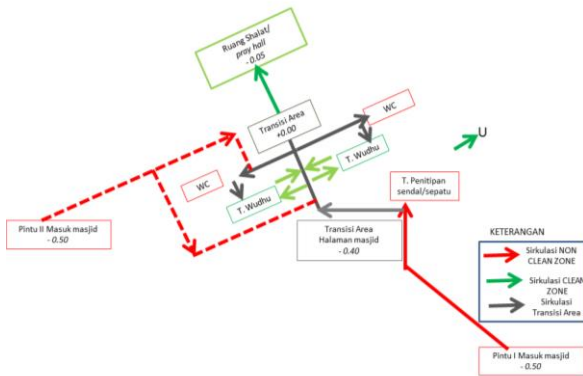 Ruang Shalat/
pray hall
- 0.05
Transisi Area
+0.00
WC
T. Wudhu
WC
T. Wudhu
U
T. Penitipan
sendal/sepatu
Pintu II Masuk masjid
- 0.50
Transisi Area
Halaman masjid
- 0.40
KETERANGAN
Sirkulasi NON
CLEAN ZONE
Sirkulasi CLEAN
ZONE
Sirkulasi
Transisi Area
Pintu I Masuk masjid
- 0.50